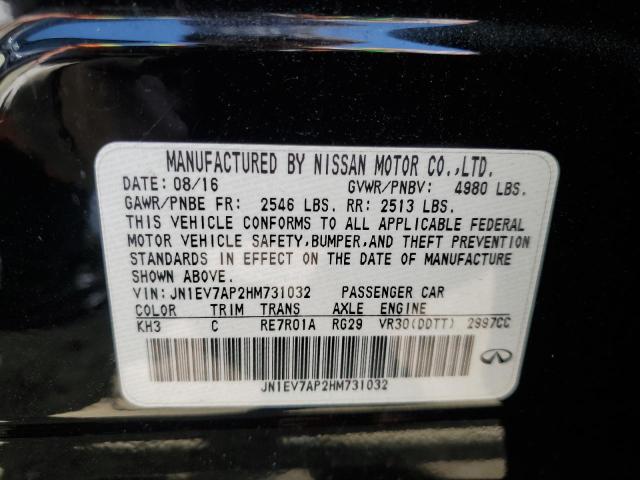 MANUFACTURED BY NISSAN MOTOR CO.,LTD.
DATE: 08/16 GVWR/PNBV: 4980 LBS.
GAWR/PNBE FR: 2546 LBS. RR: 2513 LBS.
THIS VEHICLE CONFORMS TO ALL APPLICABLE FEDERAL
MOTOR VEHICLE SAFETY,BUMPER,AND THEFT PREVENTION
STANDARDS IN EFFECT ON THE DATE OF MANUFACTURE
SHOWN ABOVE.
VIN: JN1EV7AP2HM731032 PASSENGER CAR
COLOR TRIM TRANS AXLE ENGINE
KH3 C RE7R01A RG29 VR30(DDTT) 2997CC
JN1EV7AP2HM731032